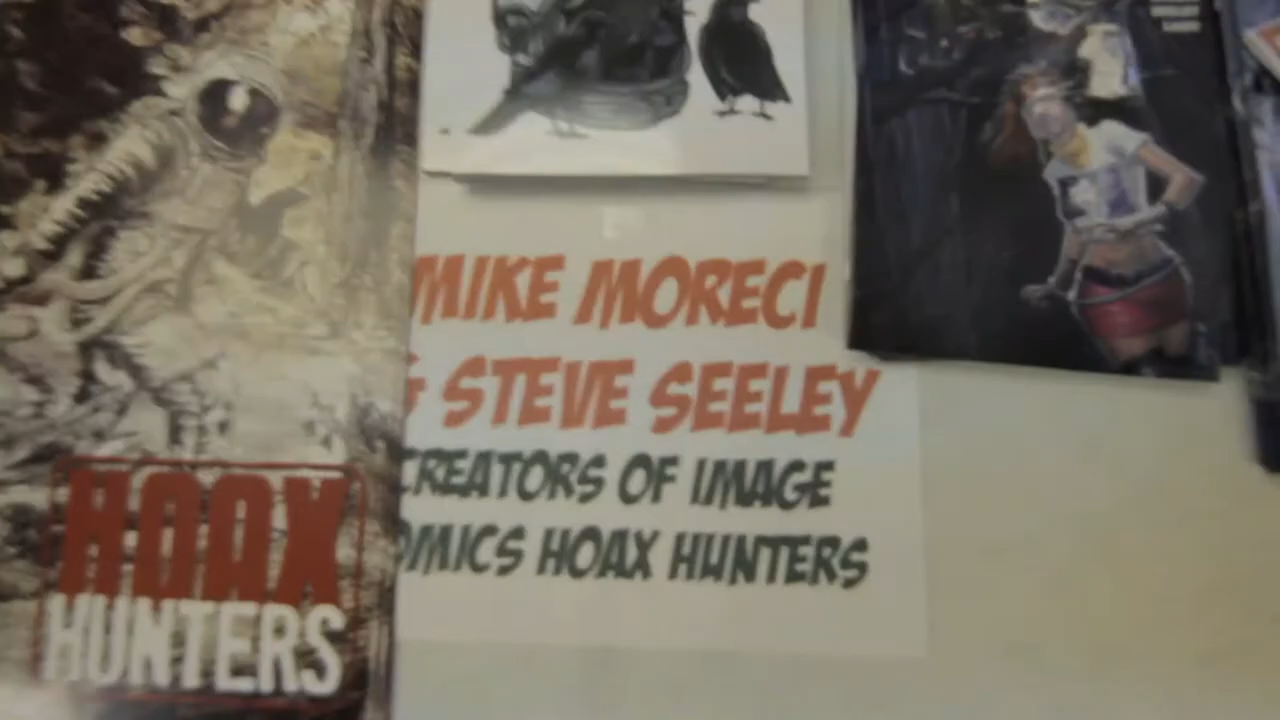 HOAX
HUNTERS
MIKE MORECI
& STEVE SEELEY
CREATORS OF IMAGE
OMICS HOAX HUNTERS